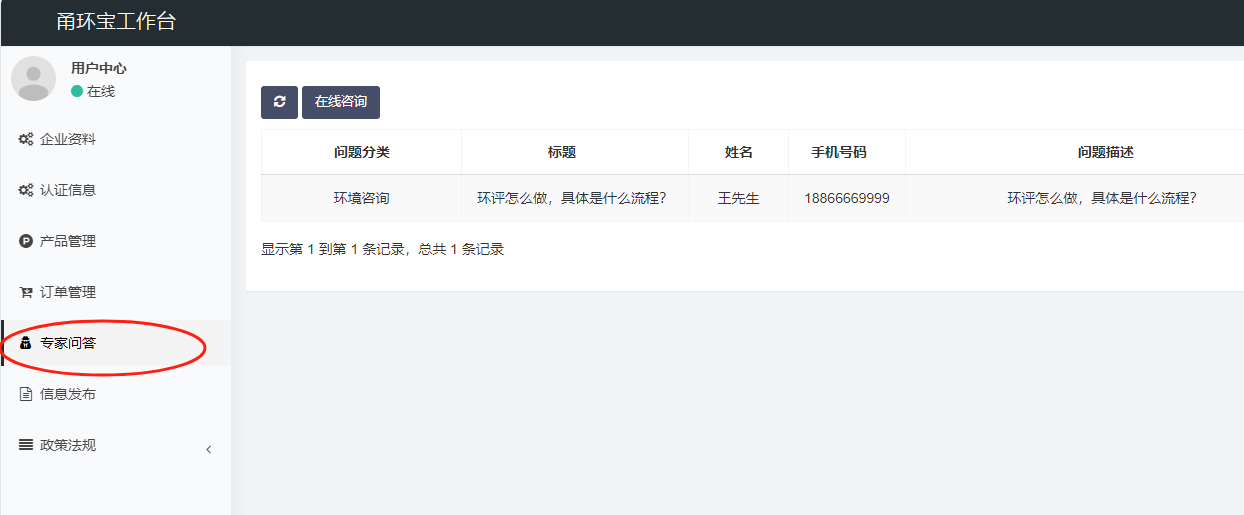 甬环宝工作台
用户中心
在线
企业资料
认证信息
产品管理
订单管理
专家问答
信息发布
政策法规
在线咨询
问题分类 标题 姓名 手机号码 问题描述
环境咨询 环评怎么做，具体是什么流程？ 王先生 18866669999 环评怎么做，具体是什么流程？
显示第 1 到第 1 条记录，总共 1 条记录